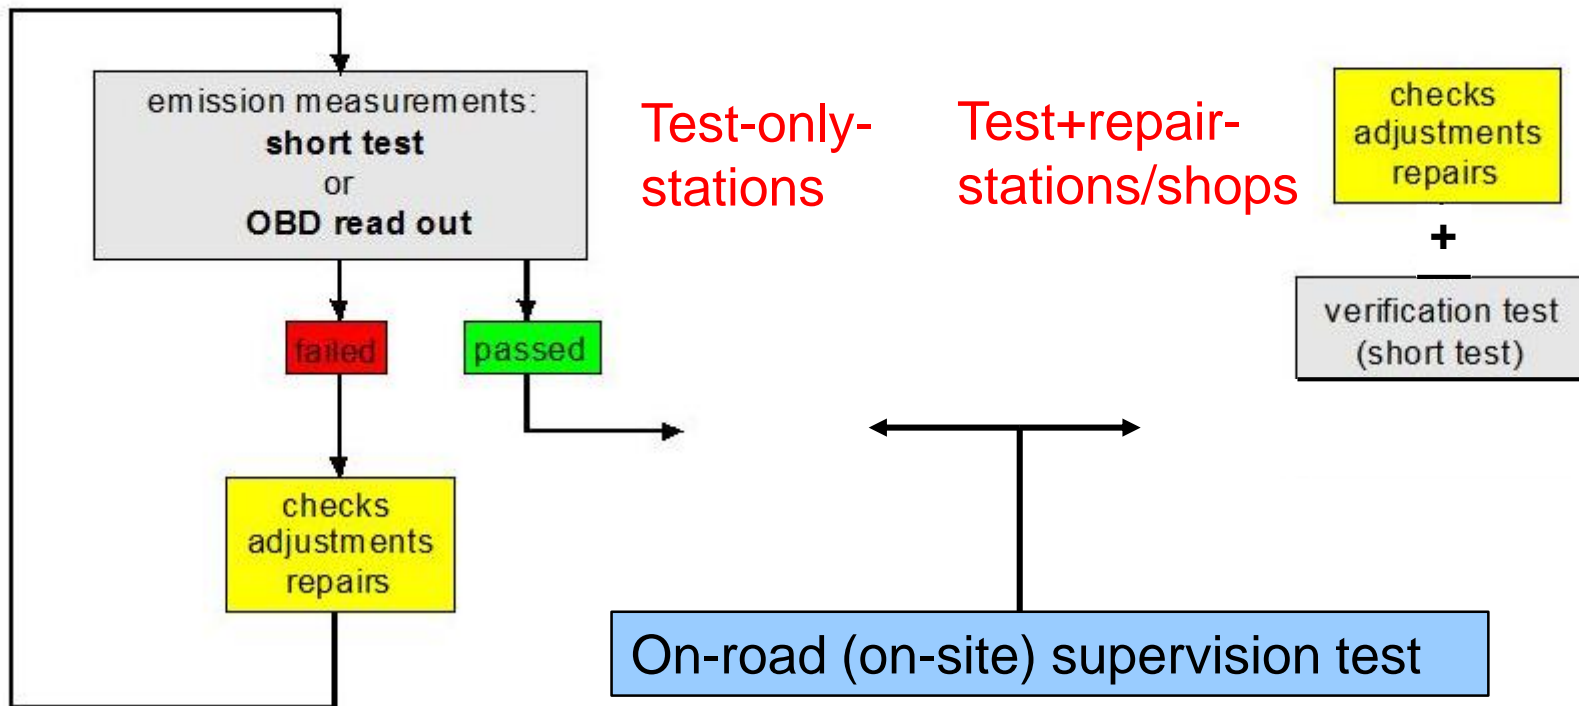 emission measurements:
short test
or
OBD read out
failed
passed
checks
adjustments
repairs
Test-only-
stations
Test+repair-
stations/shops
checks
adjustments
repairs
+
verification test
(short test)
On-road (on-site) supervision test